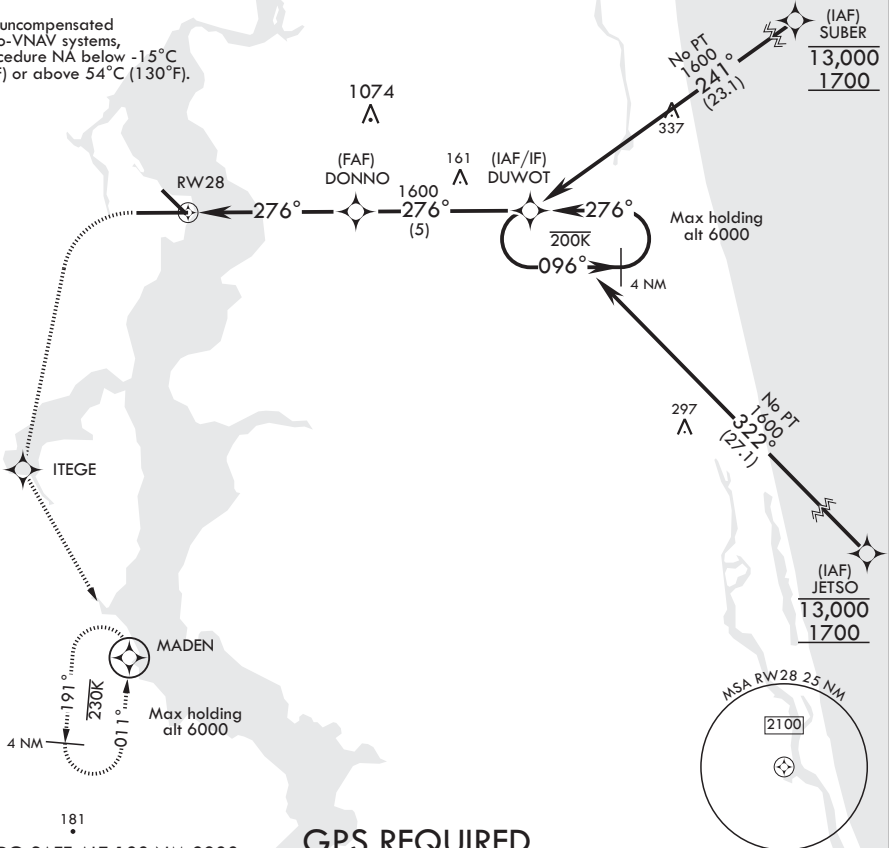 uncompensated
-VNAV systems,
cedure NA below -15°C
) or above 54°C (130°F).
(IAF)
SUBER
13,000
1700
No PT
1600
241°
(23.1)
337
1074
161
(FAF)
DONNO
(IAF/IF)
DUWOT
RW28
276°
1600
276°
(5)
276°
200K
096°
4 NM
Max holding
alt 6000
297
No PT
1600
322°
(27.1)
(IAF)
JETSO
13,000
1700
ITEGE
MADEN
191°
230K
011°
4 NM
Max holding
alt 6000
MSA RW28 25 NM
2100
181
GPS REQUIRED